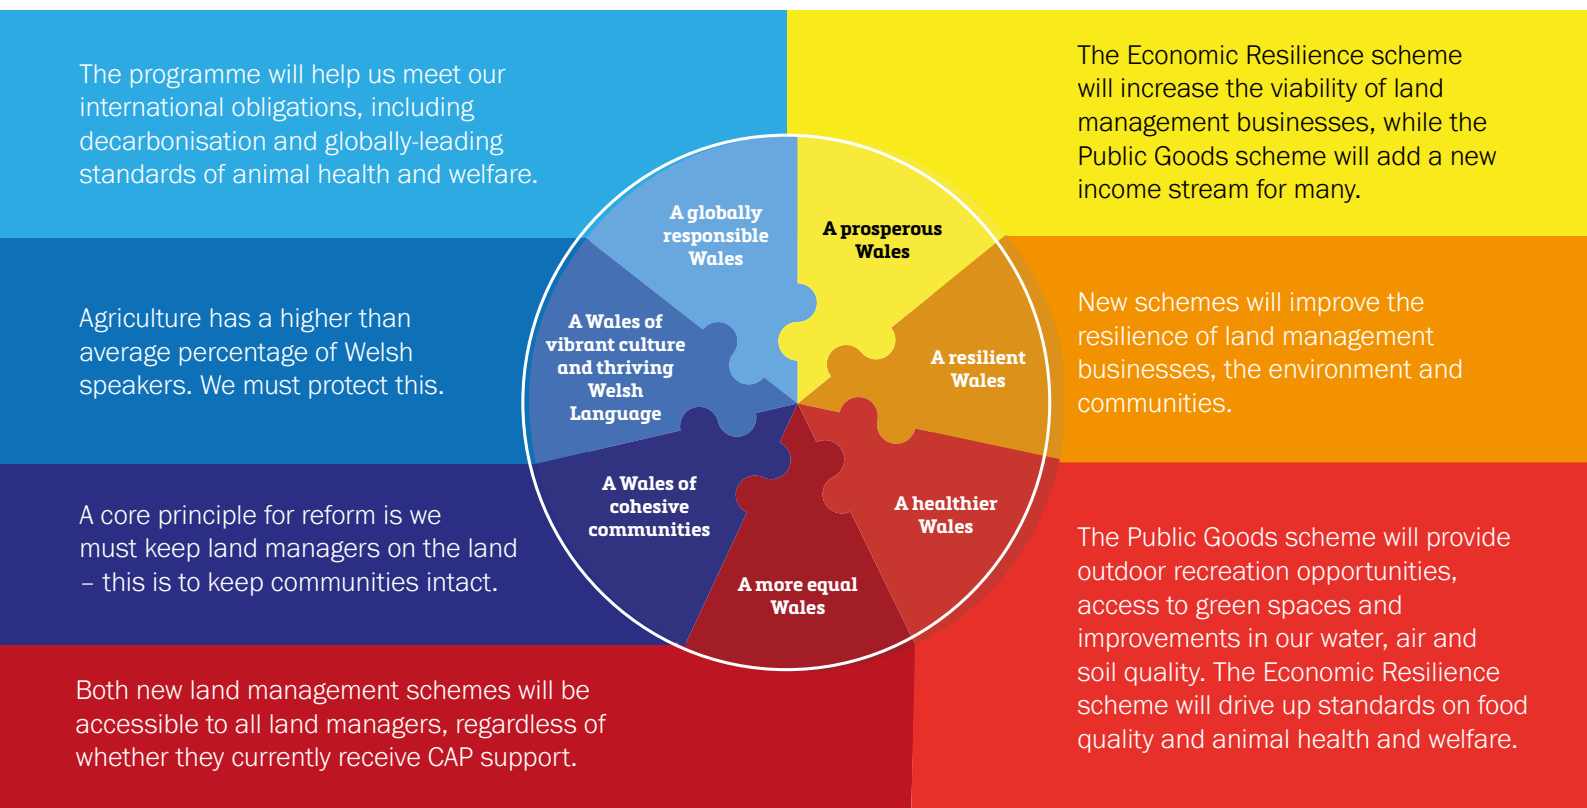 The programme will help us meet our
international obligations, including
decarbonisation and globally-leading
standards of animal health and welfare.
The Economic Resilience scheme
will increase the viability of land
management businesses, while the
Public Goods scheme will add a new
income stream for many.
A globally
responsible
Wales
A prosperous
Wales
Agriculture has a higher than
average percentage of Welsh
speakers. We must protect this.
A Wales of
vibrant culture
and thriving
Welsh
Language
A resilient
Wales
New schemes will improve the
resilience of land management
businesses, the environment and
communities.
A core principle for reform is we
must keep land managers on the land
– this is to keep communities intact.
A Wales of
cohesive
communities
A healthier
Wales
The Public Goods scheme will provide
outdoor recreation opportunities,
access to green spaces and
improvements in our water, air and
soil quality. The Economic Resilience
scheme will drive up standards on food
quality and animal health and welfare.
A more equal
Wales
Both new land management schemes will be
accessible to all land managers, regardless of
whether they currently receive CAP support.